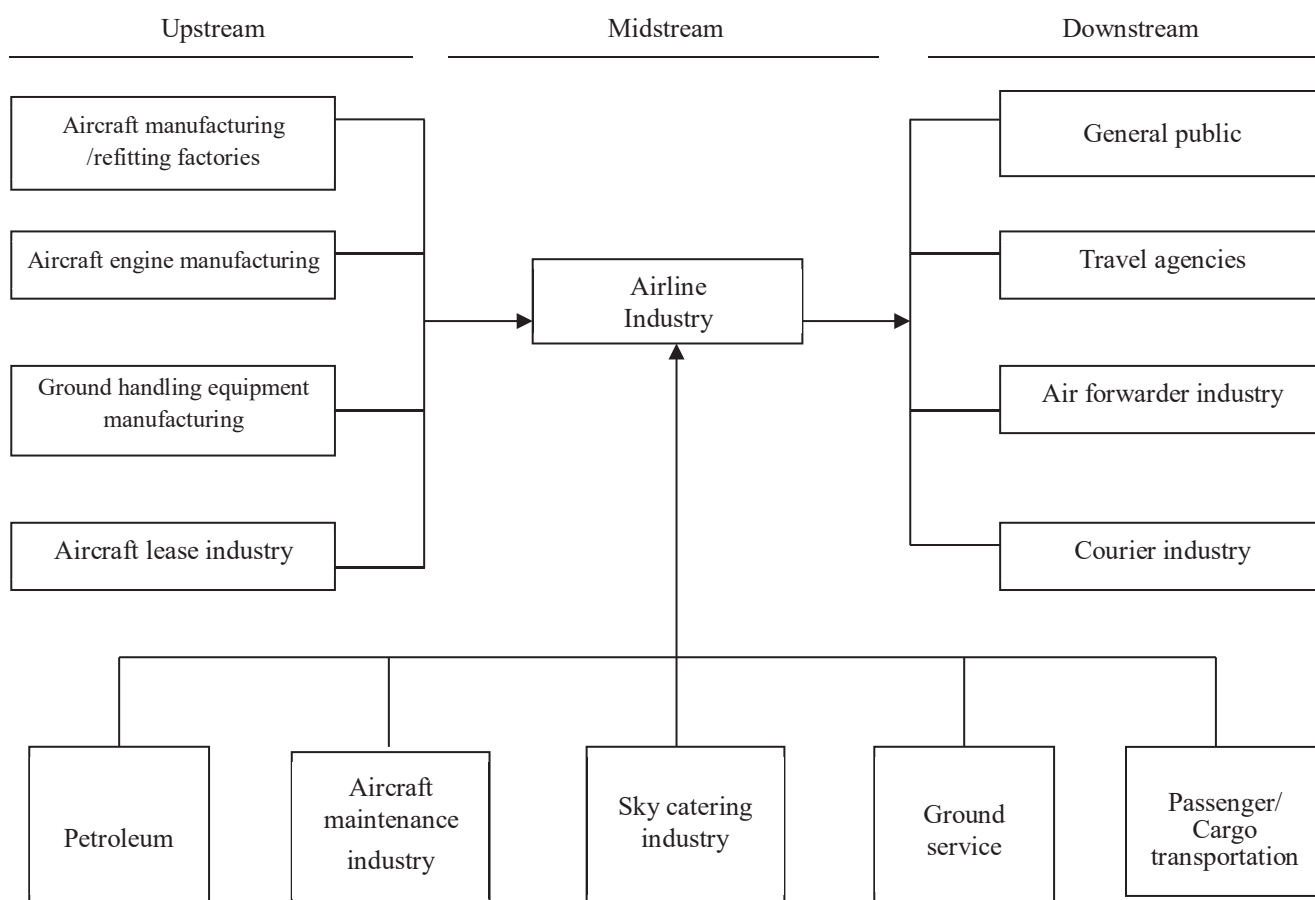 Upstream
Midstream
Downstream
Aircraft manufacturing
/refitting factories
Aircraft engine manufacturing
Ground handling equipment
manufacturing
Aircraft lease industry
Airline
Industry
General public
Travel agencies
Air forwarder industry
Courier industry
Petroleum
Aircraft
maintenance
industry
Sky catering
industry
Ground
service
Passenger/
Cargo
transportation